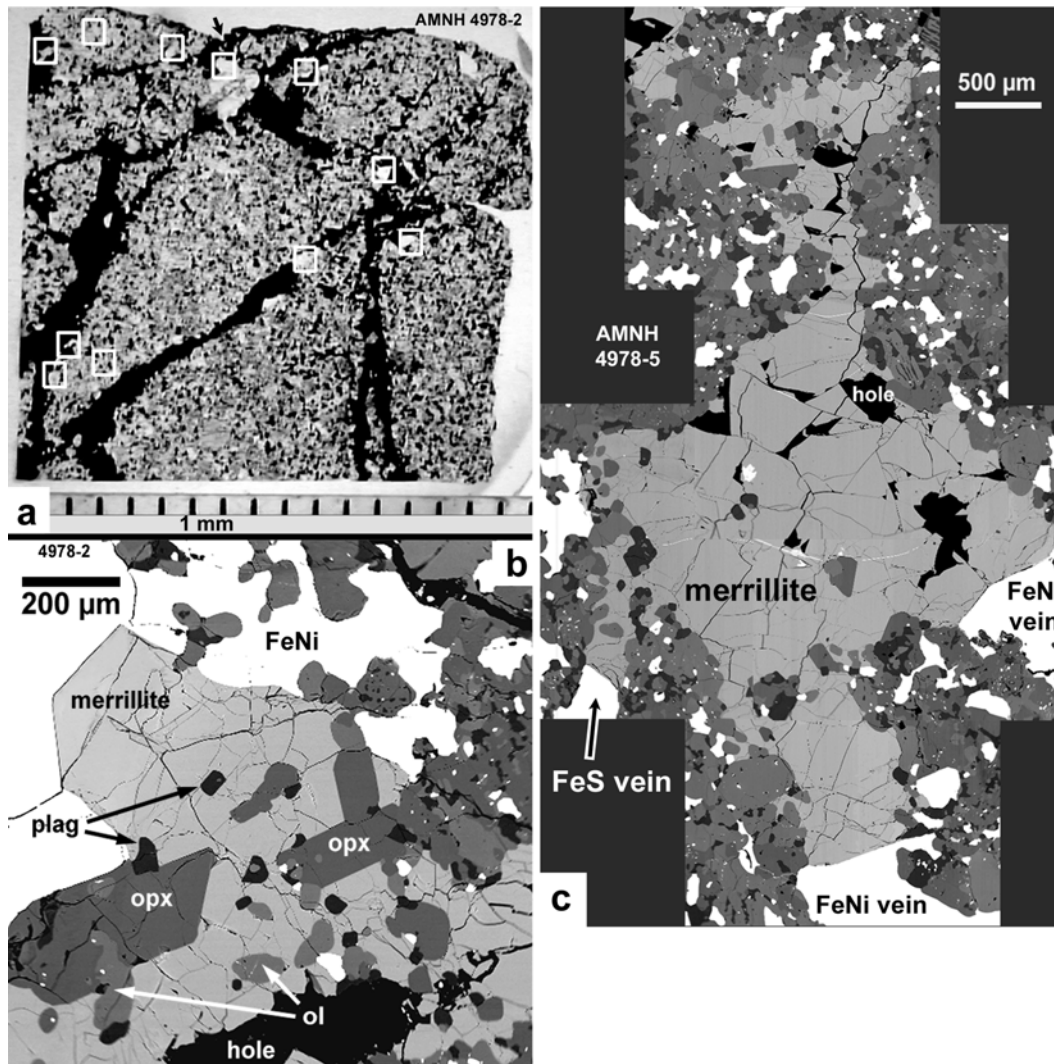 AMNH 4978-2
a
1 mm
4978-2
b
200 µm
FeNi
merrillite
plag
opx
opx
ol
hole
500 µm
AMNH
4978-5
hole
merrillite
FeNi
vein
FeS vein
c
FeNi vein